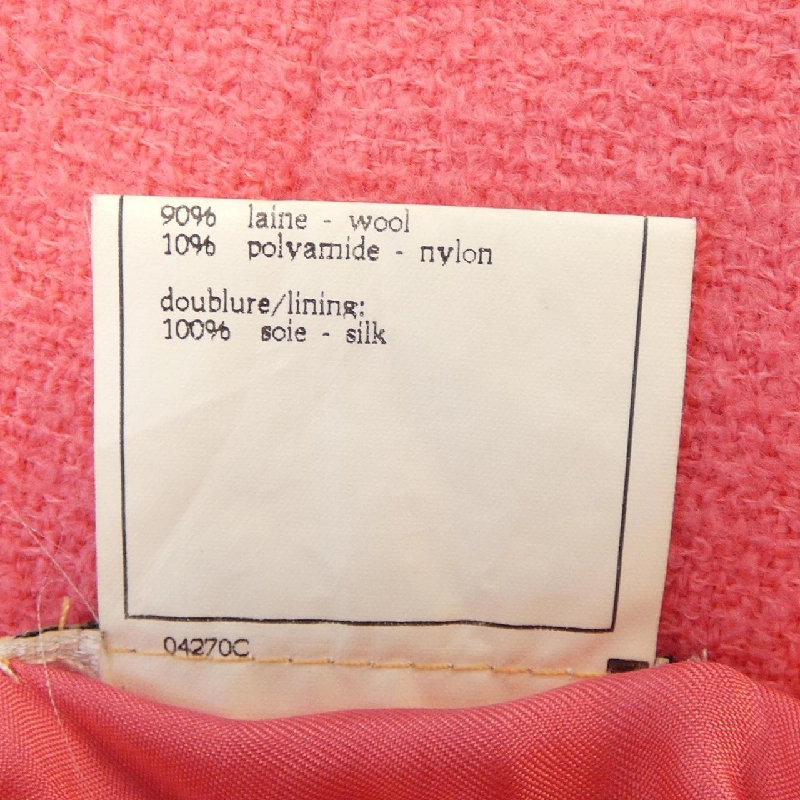 90% laine - wool
10% polyamide - nylon
doublure/lining:
100% soie - silk
04270C